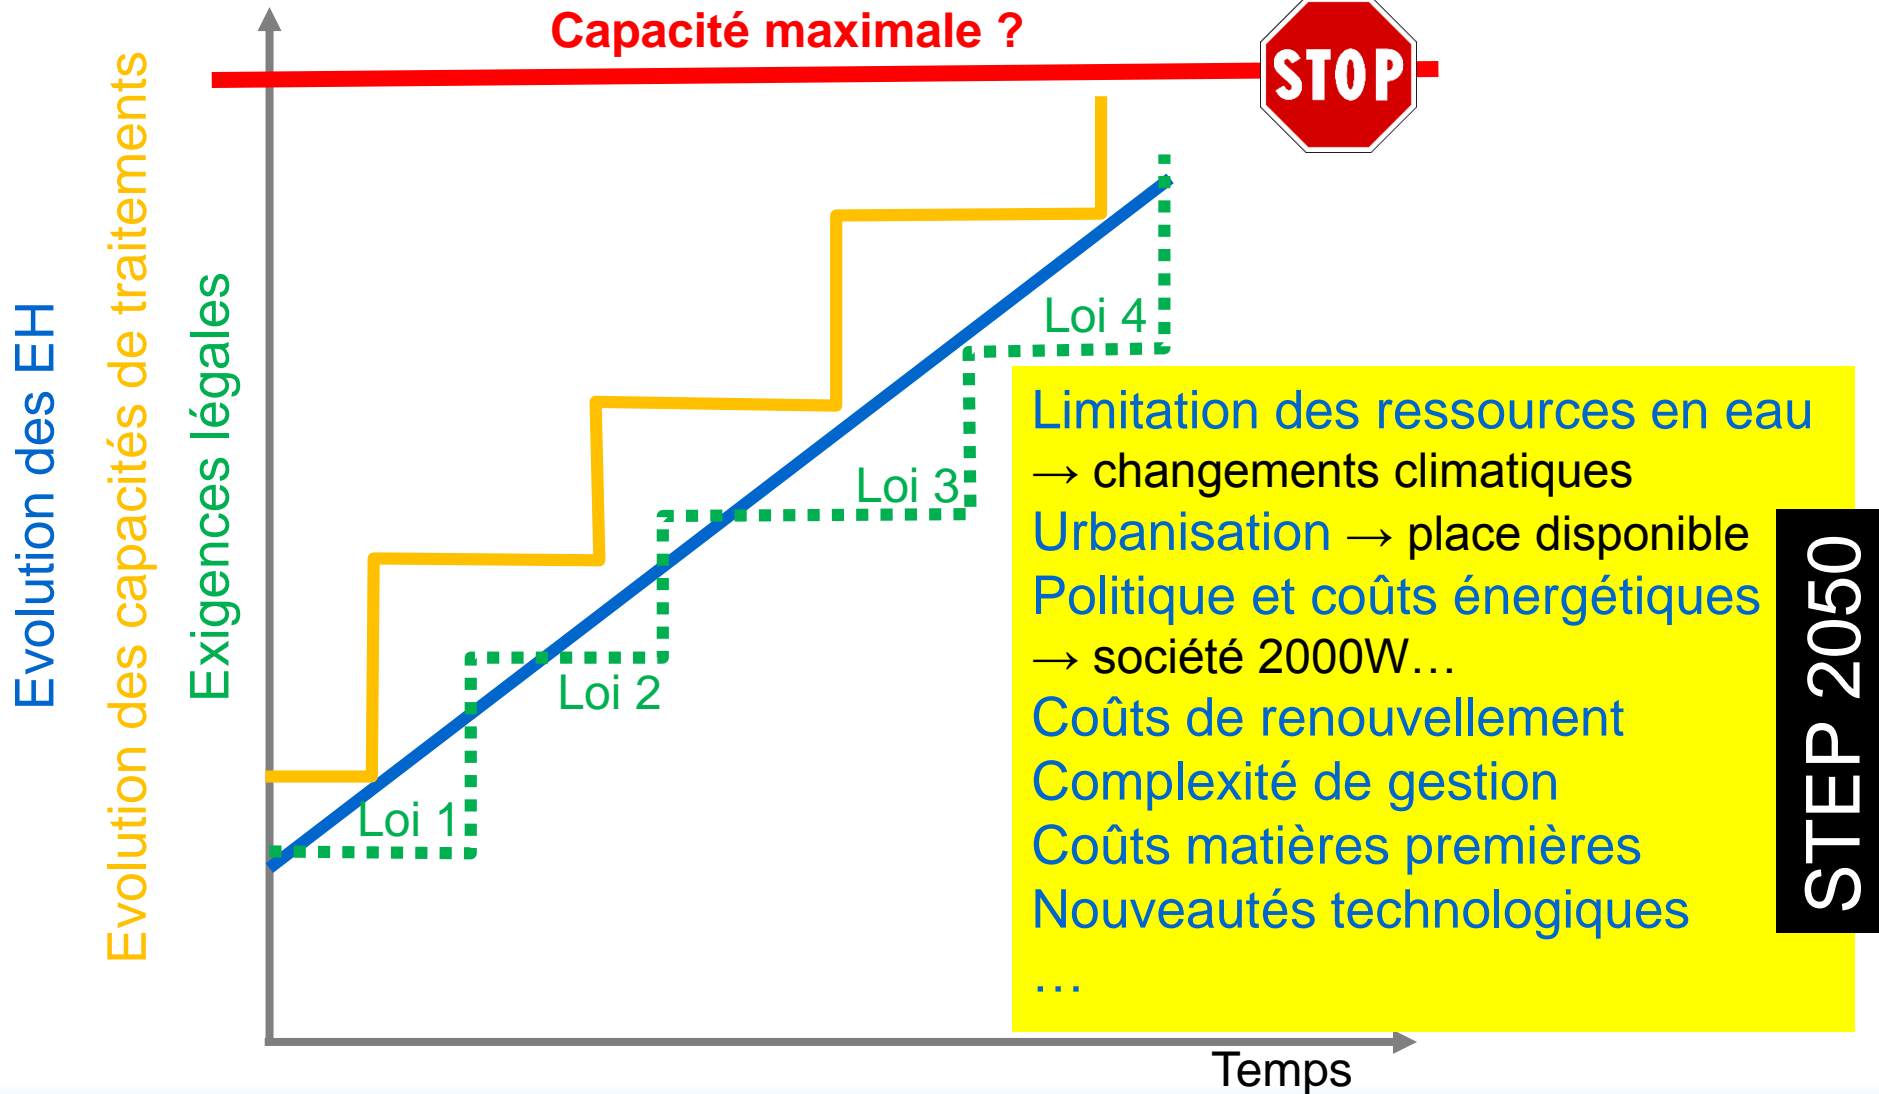 Capacité maximale ?
STOP
Evolution des EH
Evolution des capacités de traitements
Exigences légales
Loi 4
Loi 3
Loi 2
Loi 1
Limitation des ressources en eau
→ changements climatiques
Urbanisation → place disponible
Politique et coûts énergétiques
→ société 2000W…
Coûts de renouvellement
Complexité de gestion
Coûts matières premières
Nouveautés technologiques
…
STEP 2050
Temps